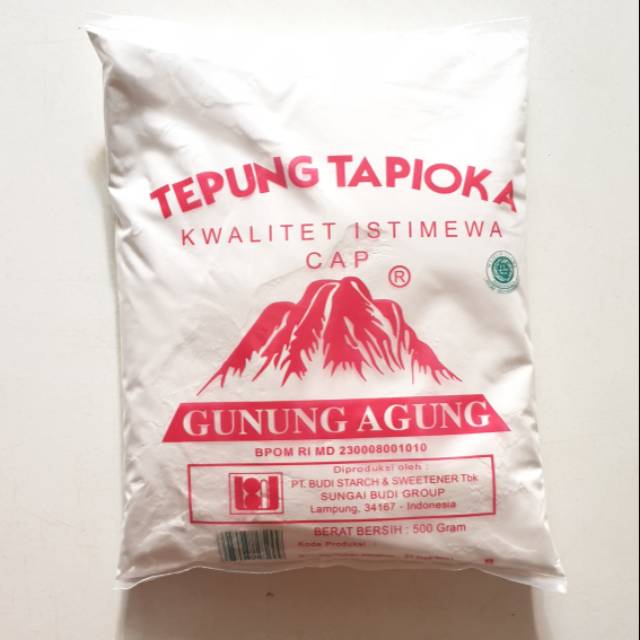 TEPUNG TAPIOKA
KWALITET ISTIMEWA
CAP ®
GUNUNG AGUNG
BPOM RI MD 230008001010
Diproduksi oleh :
PT. BUDI STARCH & SWEETENER Tbk
SUNGAI BUDI GROUP
Lampung, 34167 - Indonesia
BERAT BERSIH : 500 Gram
Kode Produksi :